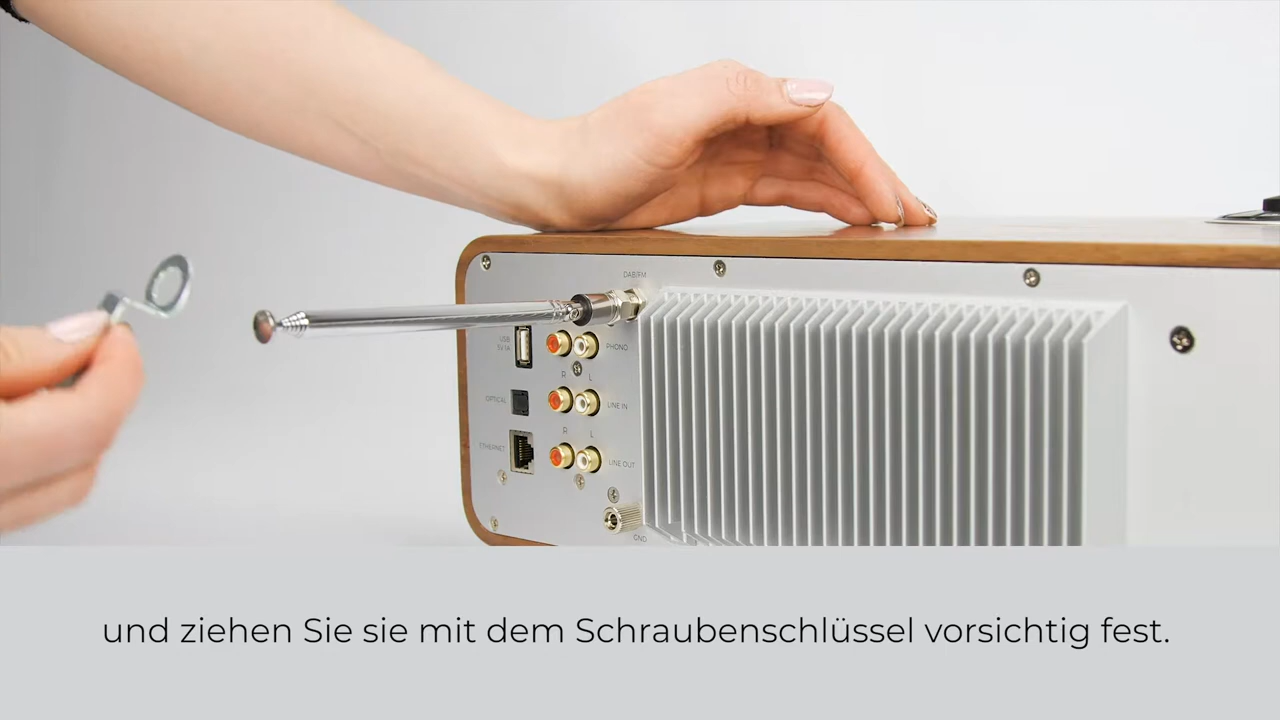 DAB/FM
USB
5V 1A
PHONO
R L
OPTICAL
LINE IN
R L
ETHERNET
LINE OUT
GND
und ziehen Sie sie mit dem Schraubenschlüssel vorsichtig fest.